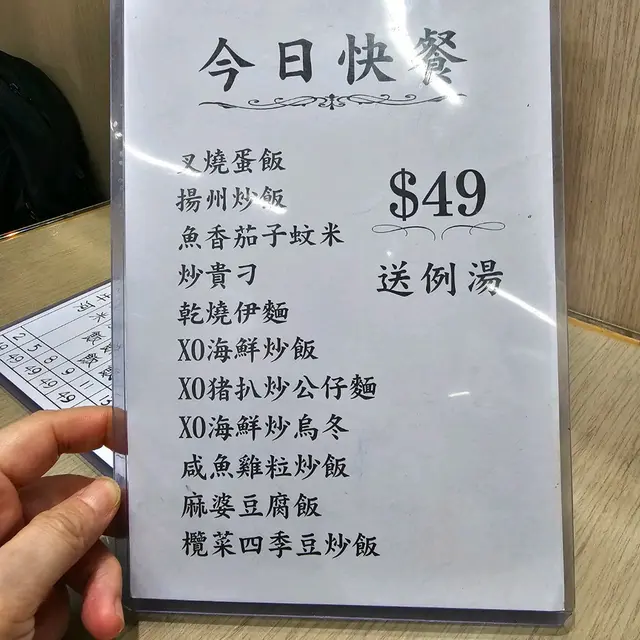 今日快餐
叉燒蛋飯
揚州炒飯
魚香茄子蚊米
炒貴刁
乾燒伊麵
XO海鮮炒飯
XO猪扒炒公仔麵
XO海鮮炒烏冬
咸魚雞粒炒飯
麻婆豆腐飯
欖菜四季豆炒飯
$49
送例湯